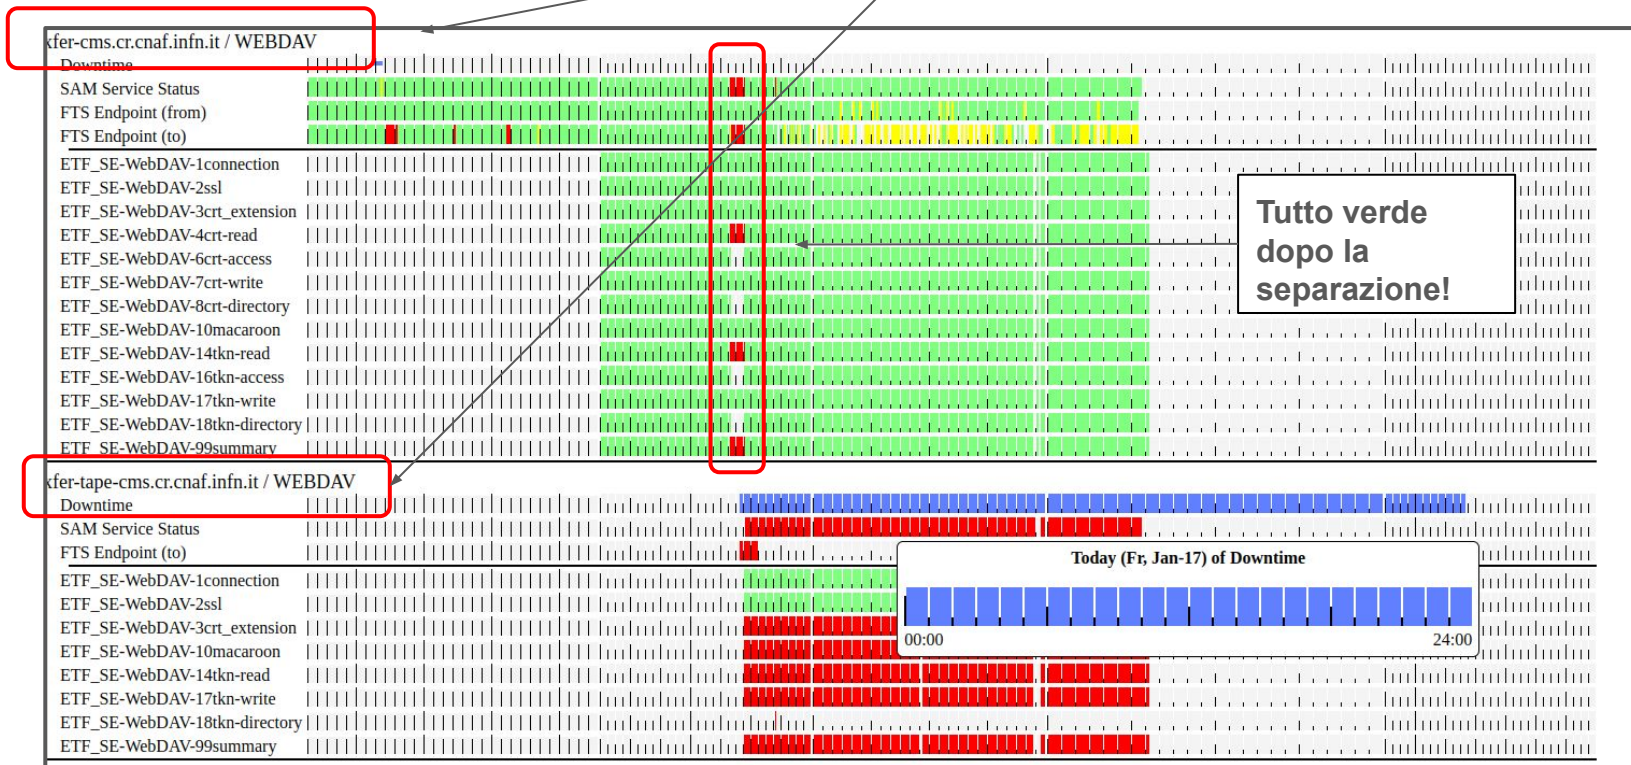 xfer-cms.cr.cnaf.infn.it / WEBDAV
Downtime
SAM Service Status
FTS Endpoint (from)
FTS Endpoint (to)
ETF_SE-WebDAV-1connection
ETF_SE-WebDAV-2ssl
ETF_SE-WebDAV-3crt_extension
ETF_SE-WebDAV-4crt-read
ETF_SE-WebDAV-6crt-access
ETF_SE-WebDAV-7crt-write
ETF_SE-WebDAV-8crt-directory
ETF_SE-WebDAV-10macaroon
ETF_SE-WebDAV-14tkn-read
ETF_SE-WebDAV-16tkn-access
ETF_SE-WebDAV-17tkn-write
ETF_SE-WebDAV-18tkn-directory
ETF_SE-WebDAV-99summary
Tutto verde
dopo la
separazione!
xfer-tape-cms.cr.cnaf.infn.it / WEBDAV
Downtime
SAM Service Status
FTS Endpoint (to)
ETF_SE-WebDAV-1connection
ETF_SE-WebDAV-2ssl
ETF_SE-WebDAV-3crt_extension
ETF_SE-WebDAV-10macaroon
ETF_SE-WebDAV-14tkn-read
ETF_SE-WebDAV-17tkn-write
ETF_SE-WebDAV-18tkn-directory
ETF_SE-WebDAV-99summary
Today (Fr, Jan-17) of Downtime
00:00 24:00